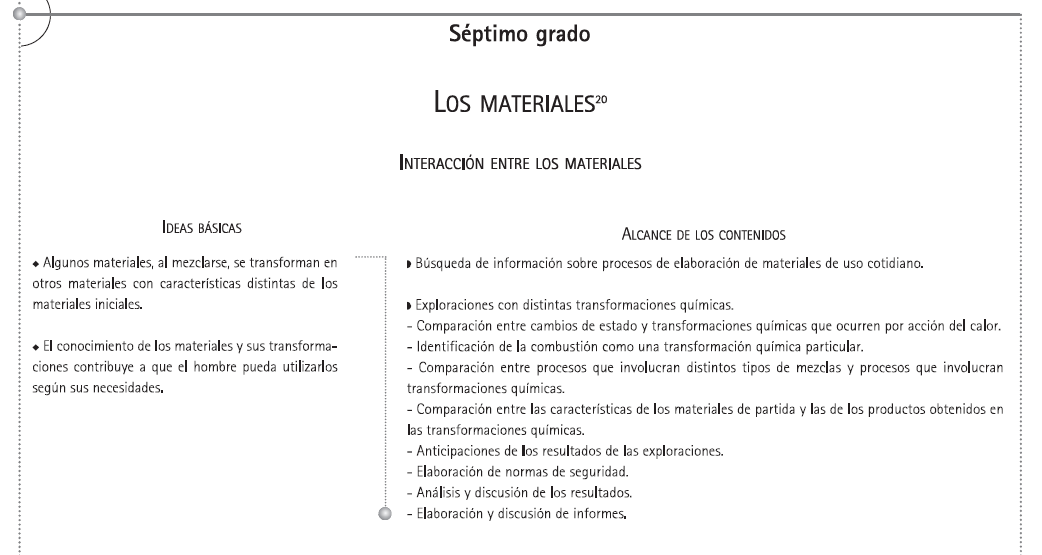 Séptimo grado
LOS MATERIALES²⁰
INTERACCIÓN ENTRE LOS MATERIALES
IDEAS BÁSICAS
◆ Algunos materiales, al mezclarse, se transforman en
otros materiales con características distintas de los
materiales iniciales.
◆ El conocimiento de los materiales y sus transforma-
ciones contribuye a que el hombre pueda utilizarlos
según sus necesidades.
ALCANCE DE LOS CONTENIDOS
◗ Búsqueda de información sobre procesos de elaboración de materiales de uso cotidiano.
◗ Exploraciones con distintas transformaciones químicas.
- Comparación entre cambios de estado y transformaciones químicas que ocurren por acción del calor.
- Identificación de la combustión como una transformación química particular.
- Comparación entre procesos que involucran distintos tipos de mezclas y procesos que involucran
transformaciones químicas.
- Comparación entre las características de los materiales de partida y las de los productos obtenidos en
las transformaciones químicas.
- Anticipaciones de los resultados de las exploraciones.
- Elaboración de normas de seguridad.
- Análisis y discusión de los resultados.
- Elaboración y discusión de informes.